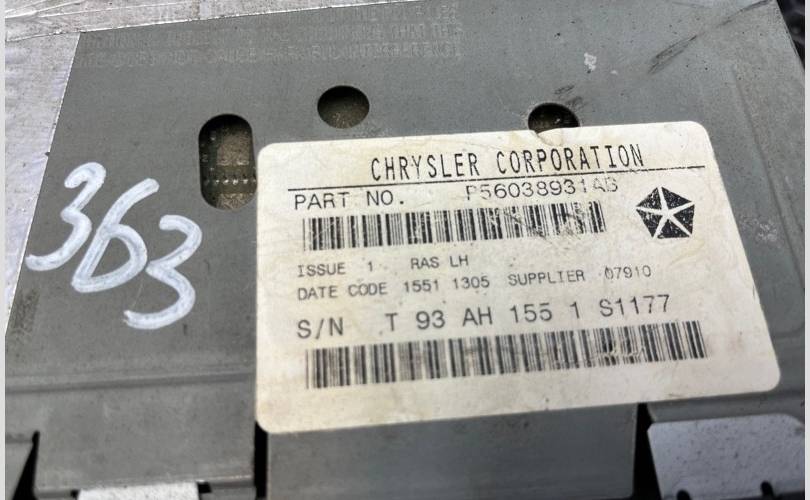 363
CHRYSLER CORPORATION
PART NO. P56038931AB
ISSUE 1 RAS LH
DATE CODE 1551 1305 SUPPLIER 07910
S/N T 93 AH 155 1 S1177